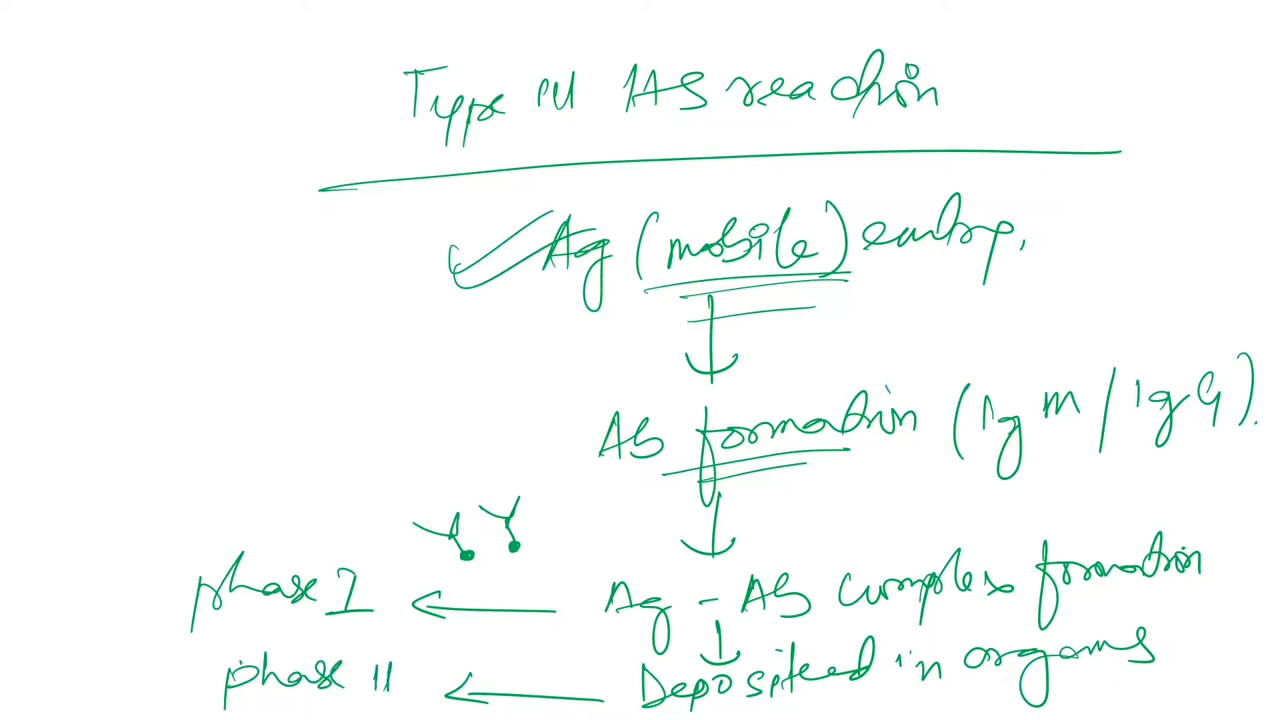 Type III HS reaction
Ag (mobile) entry.
AB formation (IgM/IgG).
phase I ← Ag - AB complex formation
phase II ← Deposited in organs